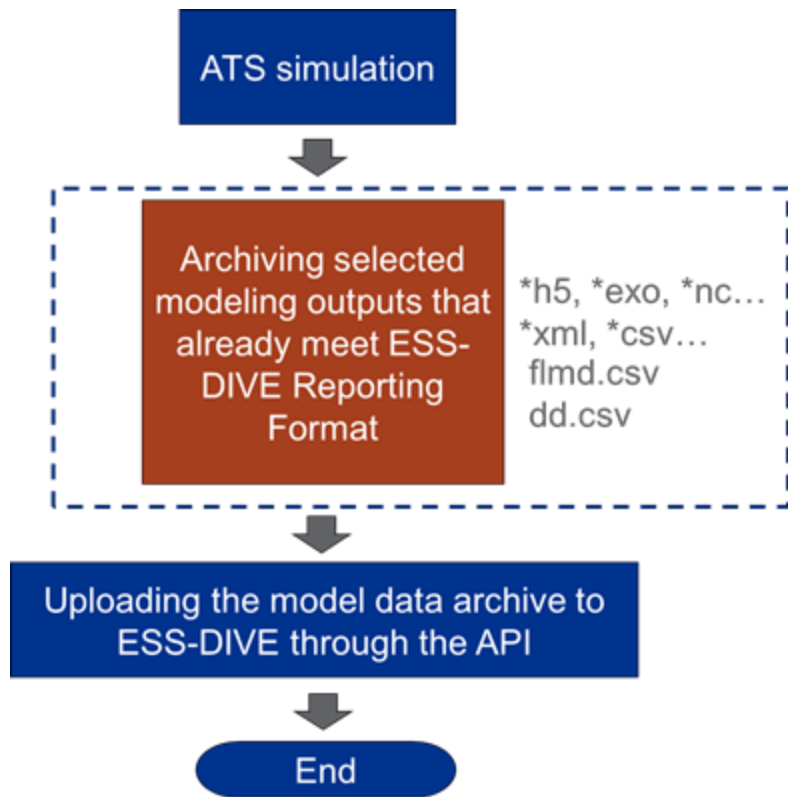 ATS simulation
Archiving selected
modeling outputs that
already meet ESS-
DIVE Reporting
Format
*h5, *exo, *nc…
*xml, *csv…
flmd.csv
dd.csv
Uploading the model data archive to
ESS-DIVE through the API
End